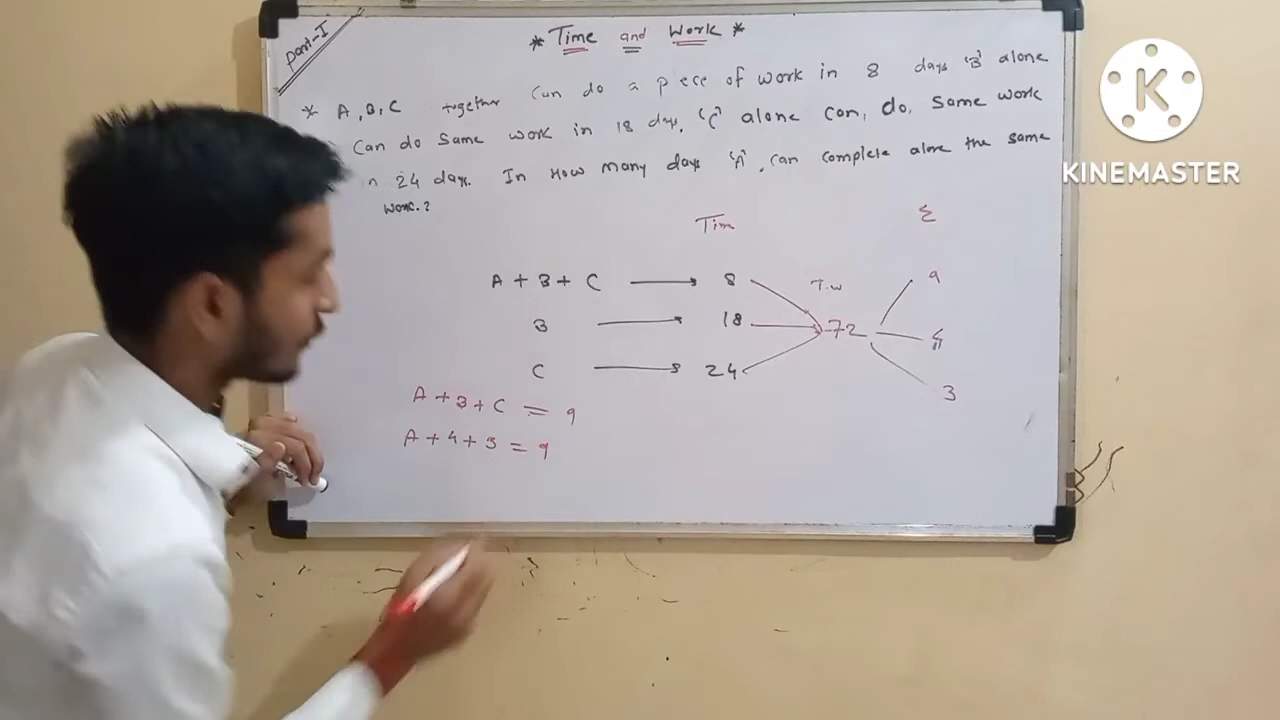 Part-I
* Time and Work *
* A, B, C together can do a piece of work in 8 days 'B' alone
can do same work in 18 days, 'C' alone can, do, same work
in 24 days. In How many days 'A', can complete alone the same
work.?
Time
E
A + B + C → 8
T.W
9
B → 18
72
4
C → 24
3
A + B + C = 9
A + 4 + 3 = 9
K
KINEMASTER